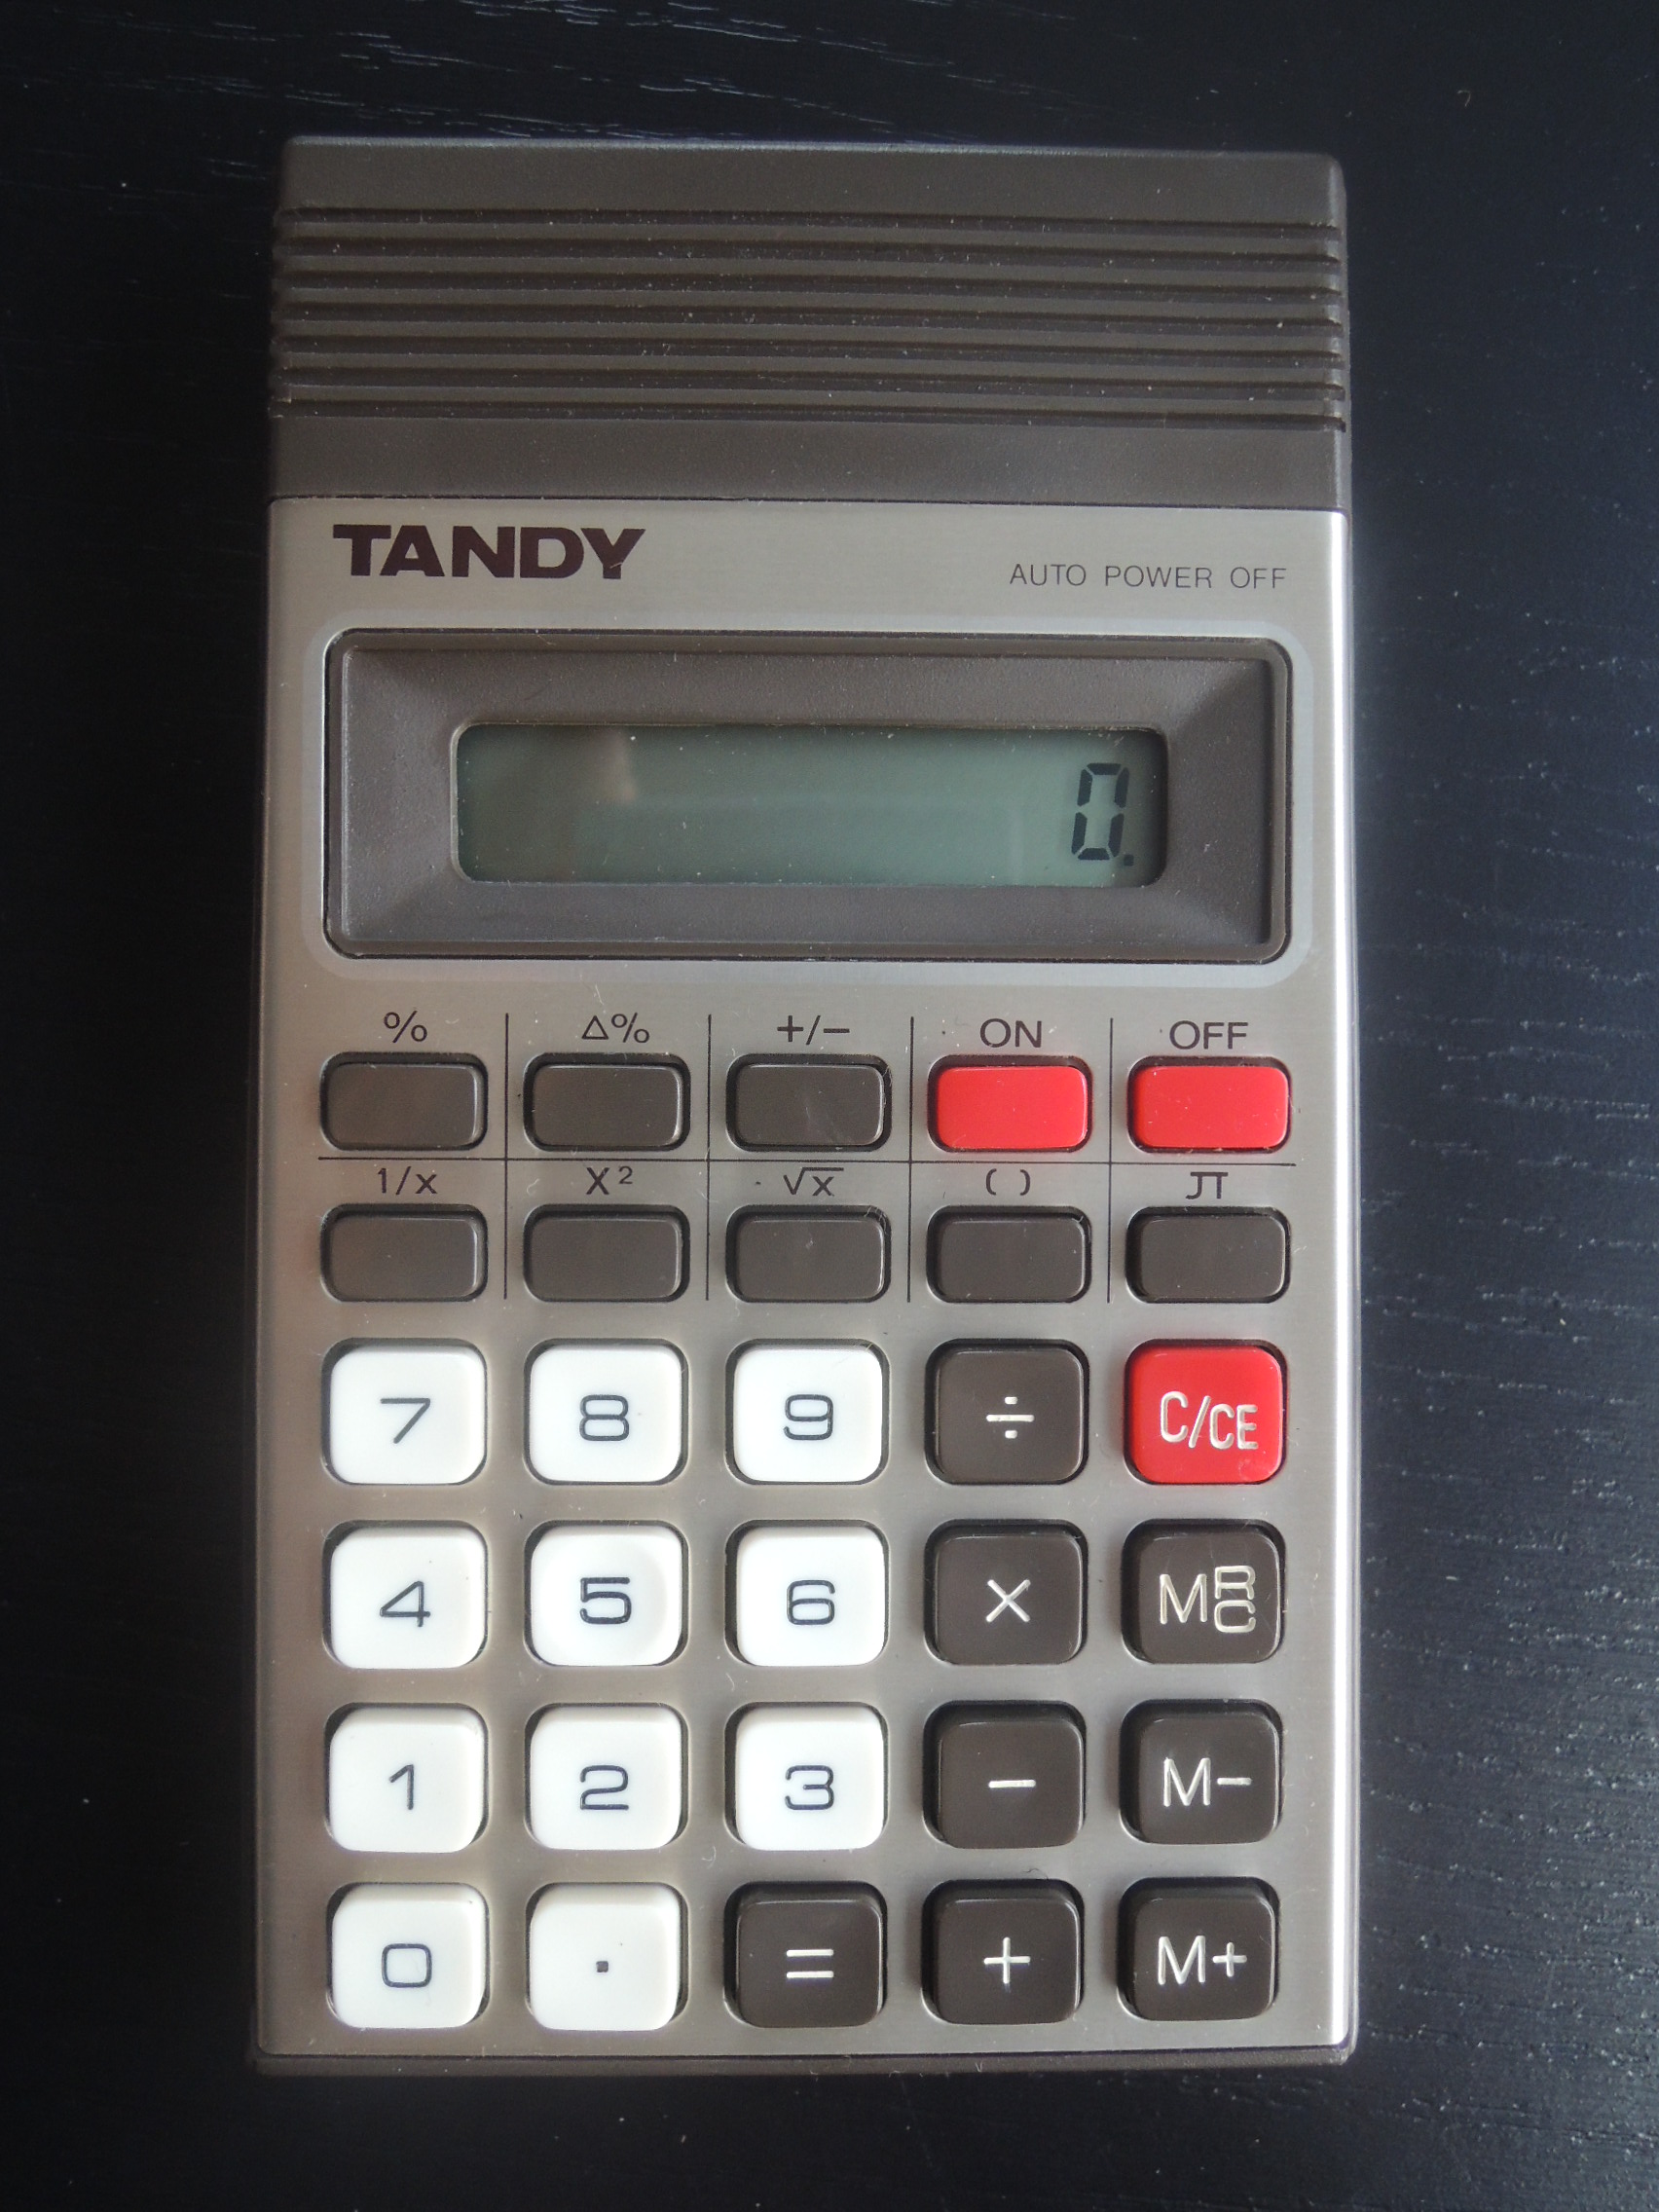 TANDY
AUTO POWER OFF
0.
% Δ% +/− ON OFF
1/x X² √x ( ) π
7 8 9 ÷ C/CE
4 5 6 × MRC
1 2 3 − M−
0 . = + M+